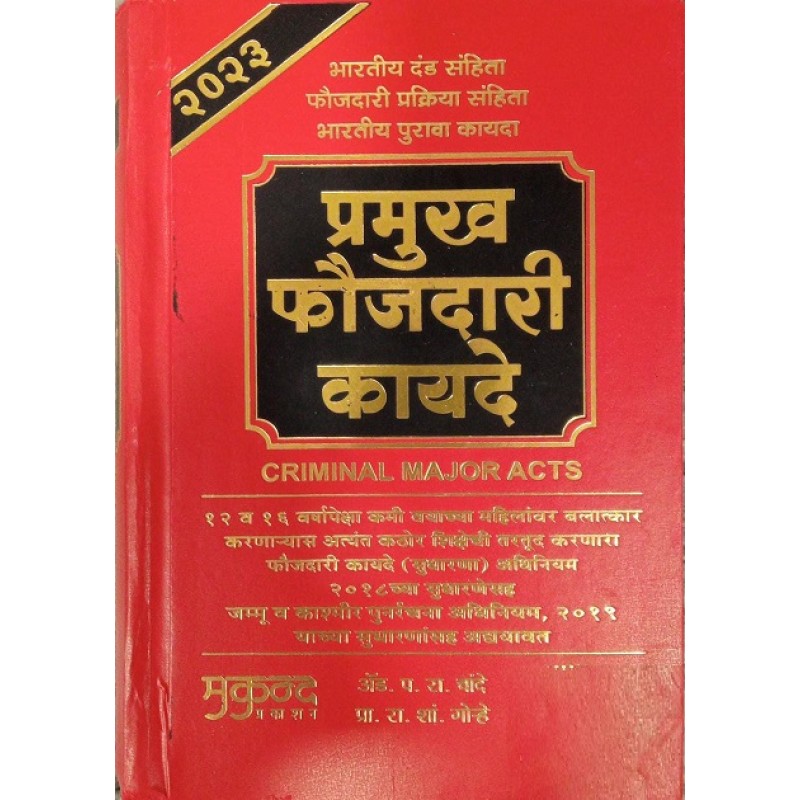 २०२३
भारतीय दंड संहिता
फौजदारी प्रक्रिया संहिता
भारतीय पुरावा कायदा
प्रमुख
फौजदारी
कायदे
CRIMINAL MAJOR ACTS
१२ व १६ वर्षापेक्षा कमी वयाच्या महिलांवर बलात्कार
करणाऱ्यास अत्यंत कठोर शिक्षेची तरतूद करणारा
फौजदारी कायदे (सुधारणा) अधिनियम
२०१८च्या सुधारणेसह
जम्मू व काश्मीर पुनर्रचना अधिनियम, २०१९
याच्या सुधारणांसह अद्ययावत
मुकुन्द
प्रकाशन
ॲड. प. रा. चांदे
प्रा. रा. शां. गोऱ्हे